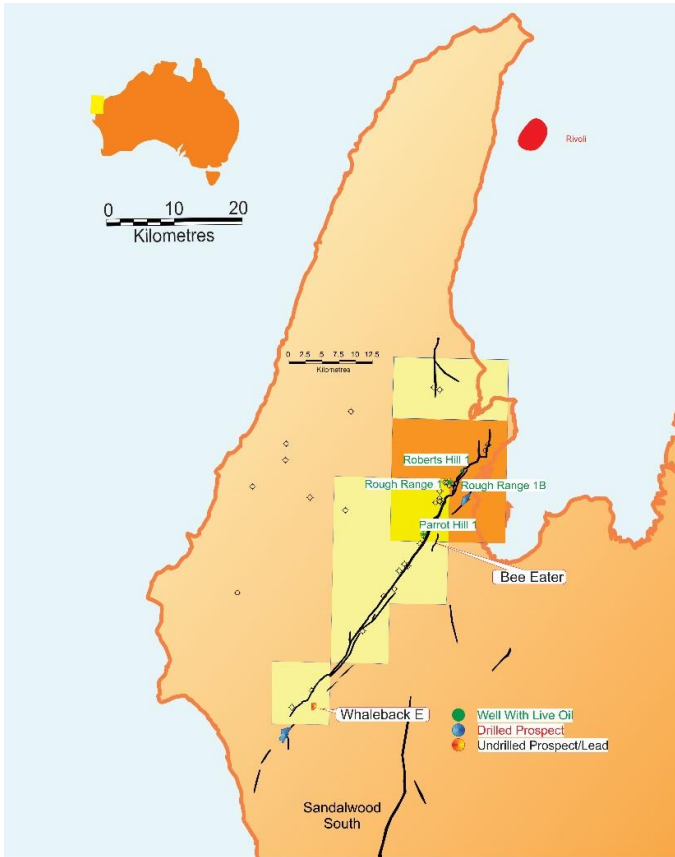 Rivoli
0 10 20
Kilometres
0 2.5 5 7.5 10 12.5
Kilometres
Roberts Hill 1
Rough Range 1
Rough Range 1B
Parrot Hill 1
Bee Eater
Whaleback E
Well With Live Oil
Drilled Prospect
Undrilled Prospect/Lead
Sandalwood
South